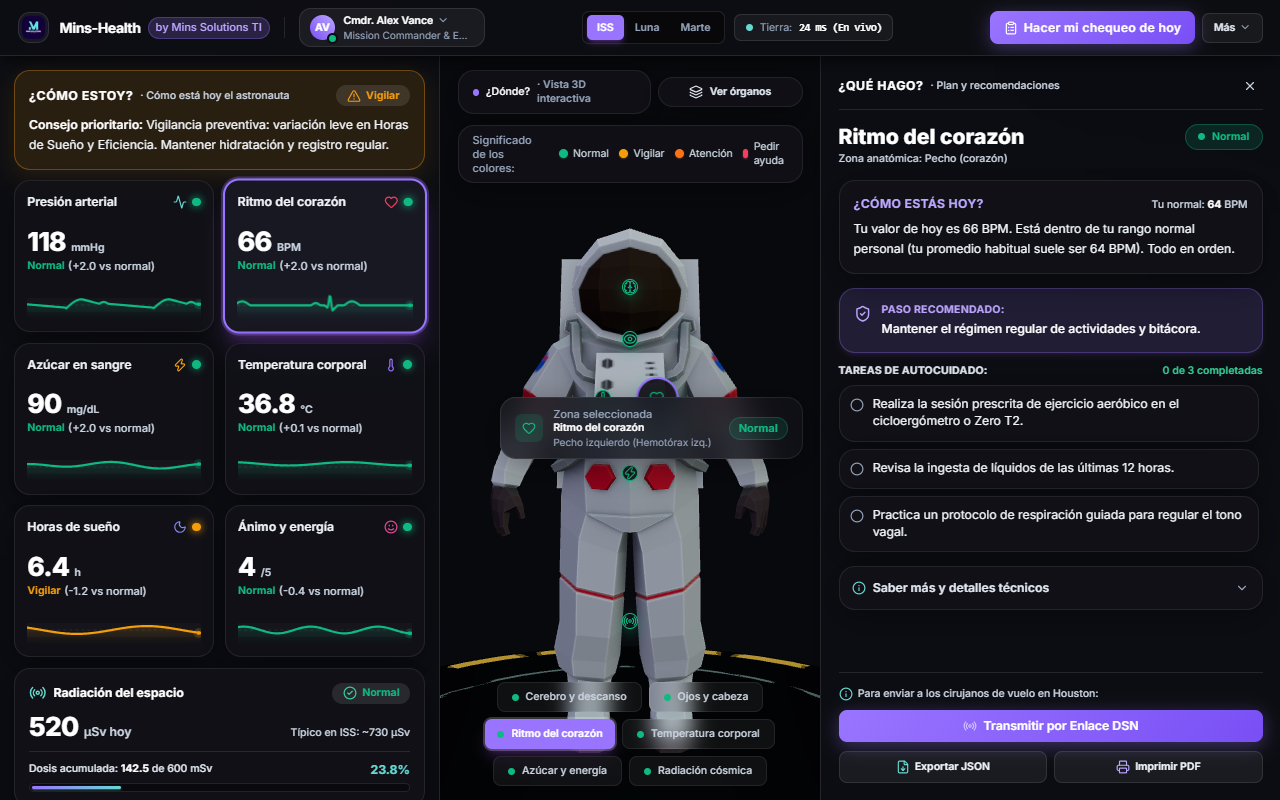 Mins-Health
by Mins Solutions TI
AV
Cmdr. Alex Vance
Mission Commander & E...
ISS
Luna
Marte
Tierra: 24 ms (En vivo)
Hacer mi chequeo de hoy
Más
¿CÓMO ESTOY? · Cómo está hoy el astronauta
Vigilar
Consejo prioritario: Vigilancia preventiva: variación leve en Horas
de Sueño y Eficiencia. Mantener hidratación y registro regular.
Presión arterial
118 mmHg
Normal (+2.0 vs normal)
Ritmo del corazón
66 BPM
Normal (+2.0 vs normal)
Azúcar en sangre
90 mg/dL
Normal (+2.0 vs normal)
Temperatura corporal
36.8 °C
Normal (+0.1 vs normal)
Horas de sueño
6.4 h
Vigilar (-1.2 vs normal)
Ánimo y energía
4 /5
Normal (-0.4 vs normal)
Radiación del espacio
Normal
520 µSv hoy
Típico en ISS: ~730 µSv
Dosis acumulada: 142.5 de 600 mSv
23.8%
¿Dónde? · Vista 3D
interactiva
Ver órganos
Significado
de los
colores:
Normal
Vigilar
Atención
Pedir
ayuda
Zona seleccionada
Ritmo del corazón
Pecho izquierdo (Hemotórax izq.)
Normal
Cerebro y descanso
Ojos y cabeza
Ritmo del corazón
Temperatura corporal
Azúcar y energía
Radiación cósmica
¿QUÉ HAGO? · Plan y recomendaciones
Ritmo del corazón
Normal
Zona anatómica: Pecho (corazón)
¿CÓMO ESTÁS HOY?
Tu normal: 64 BPM
Tu valor de hoy es 66 BPM. Está dentro de tu rango normal
personal (tu promedio habitual suele ser 64 BPM). Todo en orden.
PASO RECOMENDADO:
Mantener el régimen regular de actividades y bitácora.
TAREAS DE AUTOCUIDADO:
0 de 3 completadas
Realiza la sesión prescrita de ejercicio aeróbico en el
cicloergómetro o Zero T2.
Revisa la ingesta de líquidos de las últimas 12 horas.
Practica un protocolo de respiración guiada para regular el tono
vagal.
Saber más y detalles técnicos
Para enviar a los cirujanos de vuelo en Houston:
Transmitir por Enlace DSN
Exportar JSON
Imprimir PDF